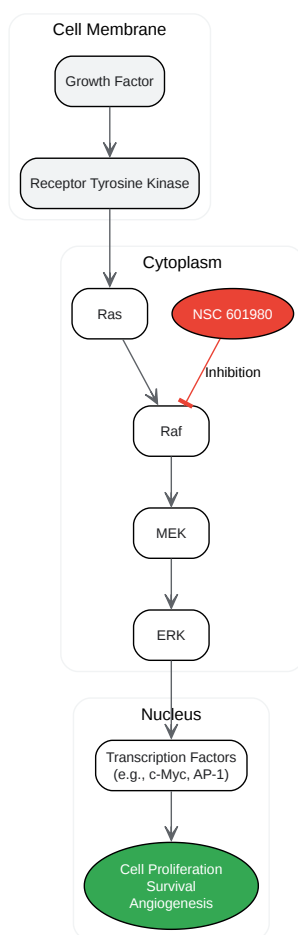 Cell Membrane
Growth Factor
Receptor Tyrosine Kinase
Cytoplasm
Ras
NSC 601980
Inhibition
Raf
MEK
ERK
Nucleus
Transcription Factors
(e.g., c-Myc, AP-1)
Cell Proliferation
Survival
Angiogenesis